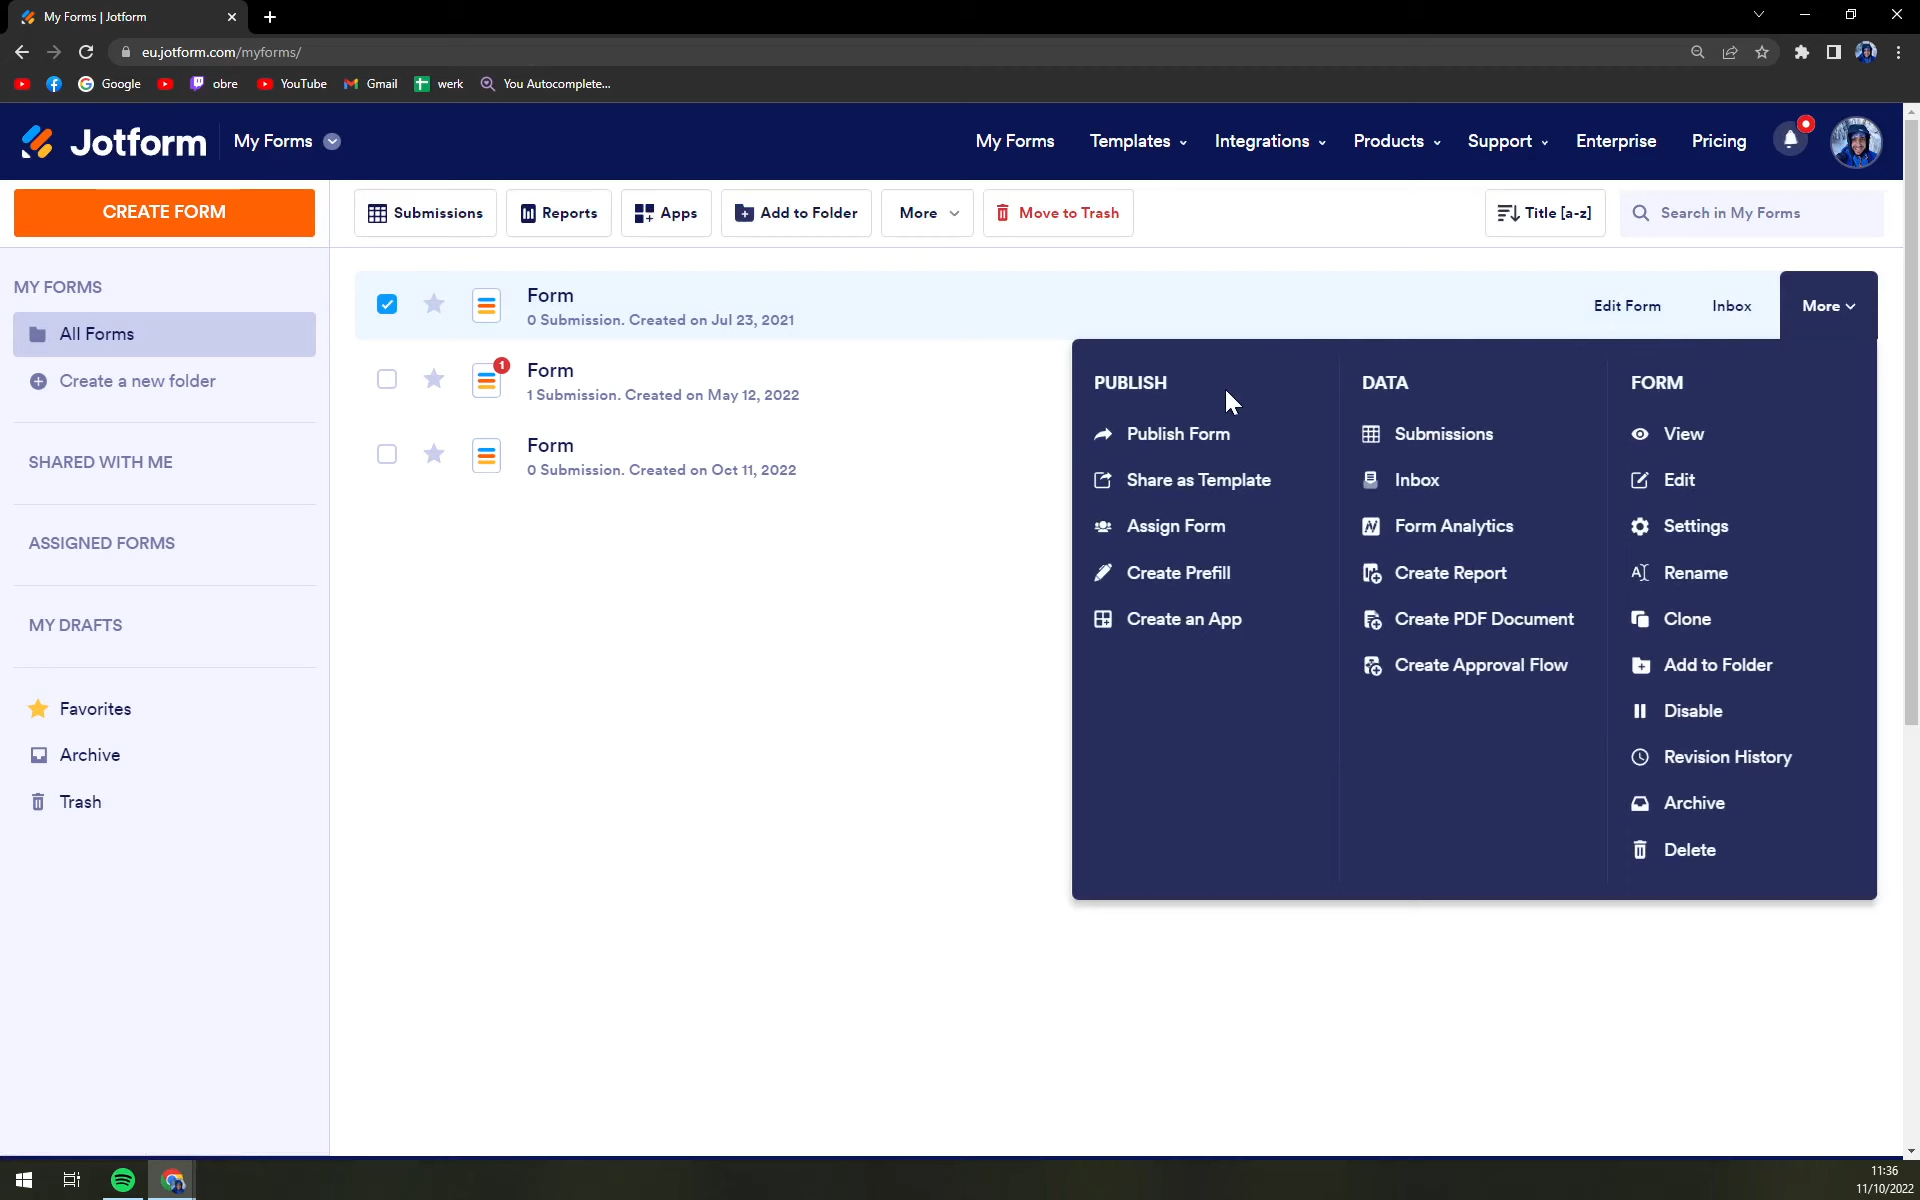 My Forms | Jotform
eu.jotform.com/myforms/
Google
obre
YouTube
Gmail
werk
You Autocomplete...
Jotform
My Forms
My Forms
Templates
Integrations
Products
Support
Enterprise
Pricing
CREATE FORM
Submissions
Reports
Apps
Add to Folder
More
Move to Trash
Title [a-z]
Search in My Forms
MY FORMS
All Forms
Create a new folder
SHARED WITH ME
ASSIGNED FORMS
MY DRAFTS
Favorites
Archive
Trash
Form
0 Submission. Created on Jul 23, 2021
Edit Form
Inbox
More
1
Form
1 Submission. Created on May 12, 2022
Form
0 Submission. Created on Oct 11, 2022
PUBLISH
Publish Form
Share as Template
Assign Form
Create Prefill
Create an App
DATA
Submissions
Inbox
Form Analytics
Create Report
Create PDF Document
Create Approval Flow
FORM
View
Edit
Settings
Rename
Clone
Add to Folder
Disable
Revision History
Archive
Delete
11:36
11/10/2022